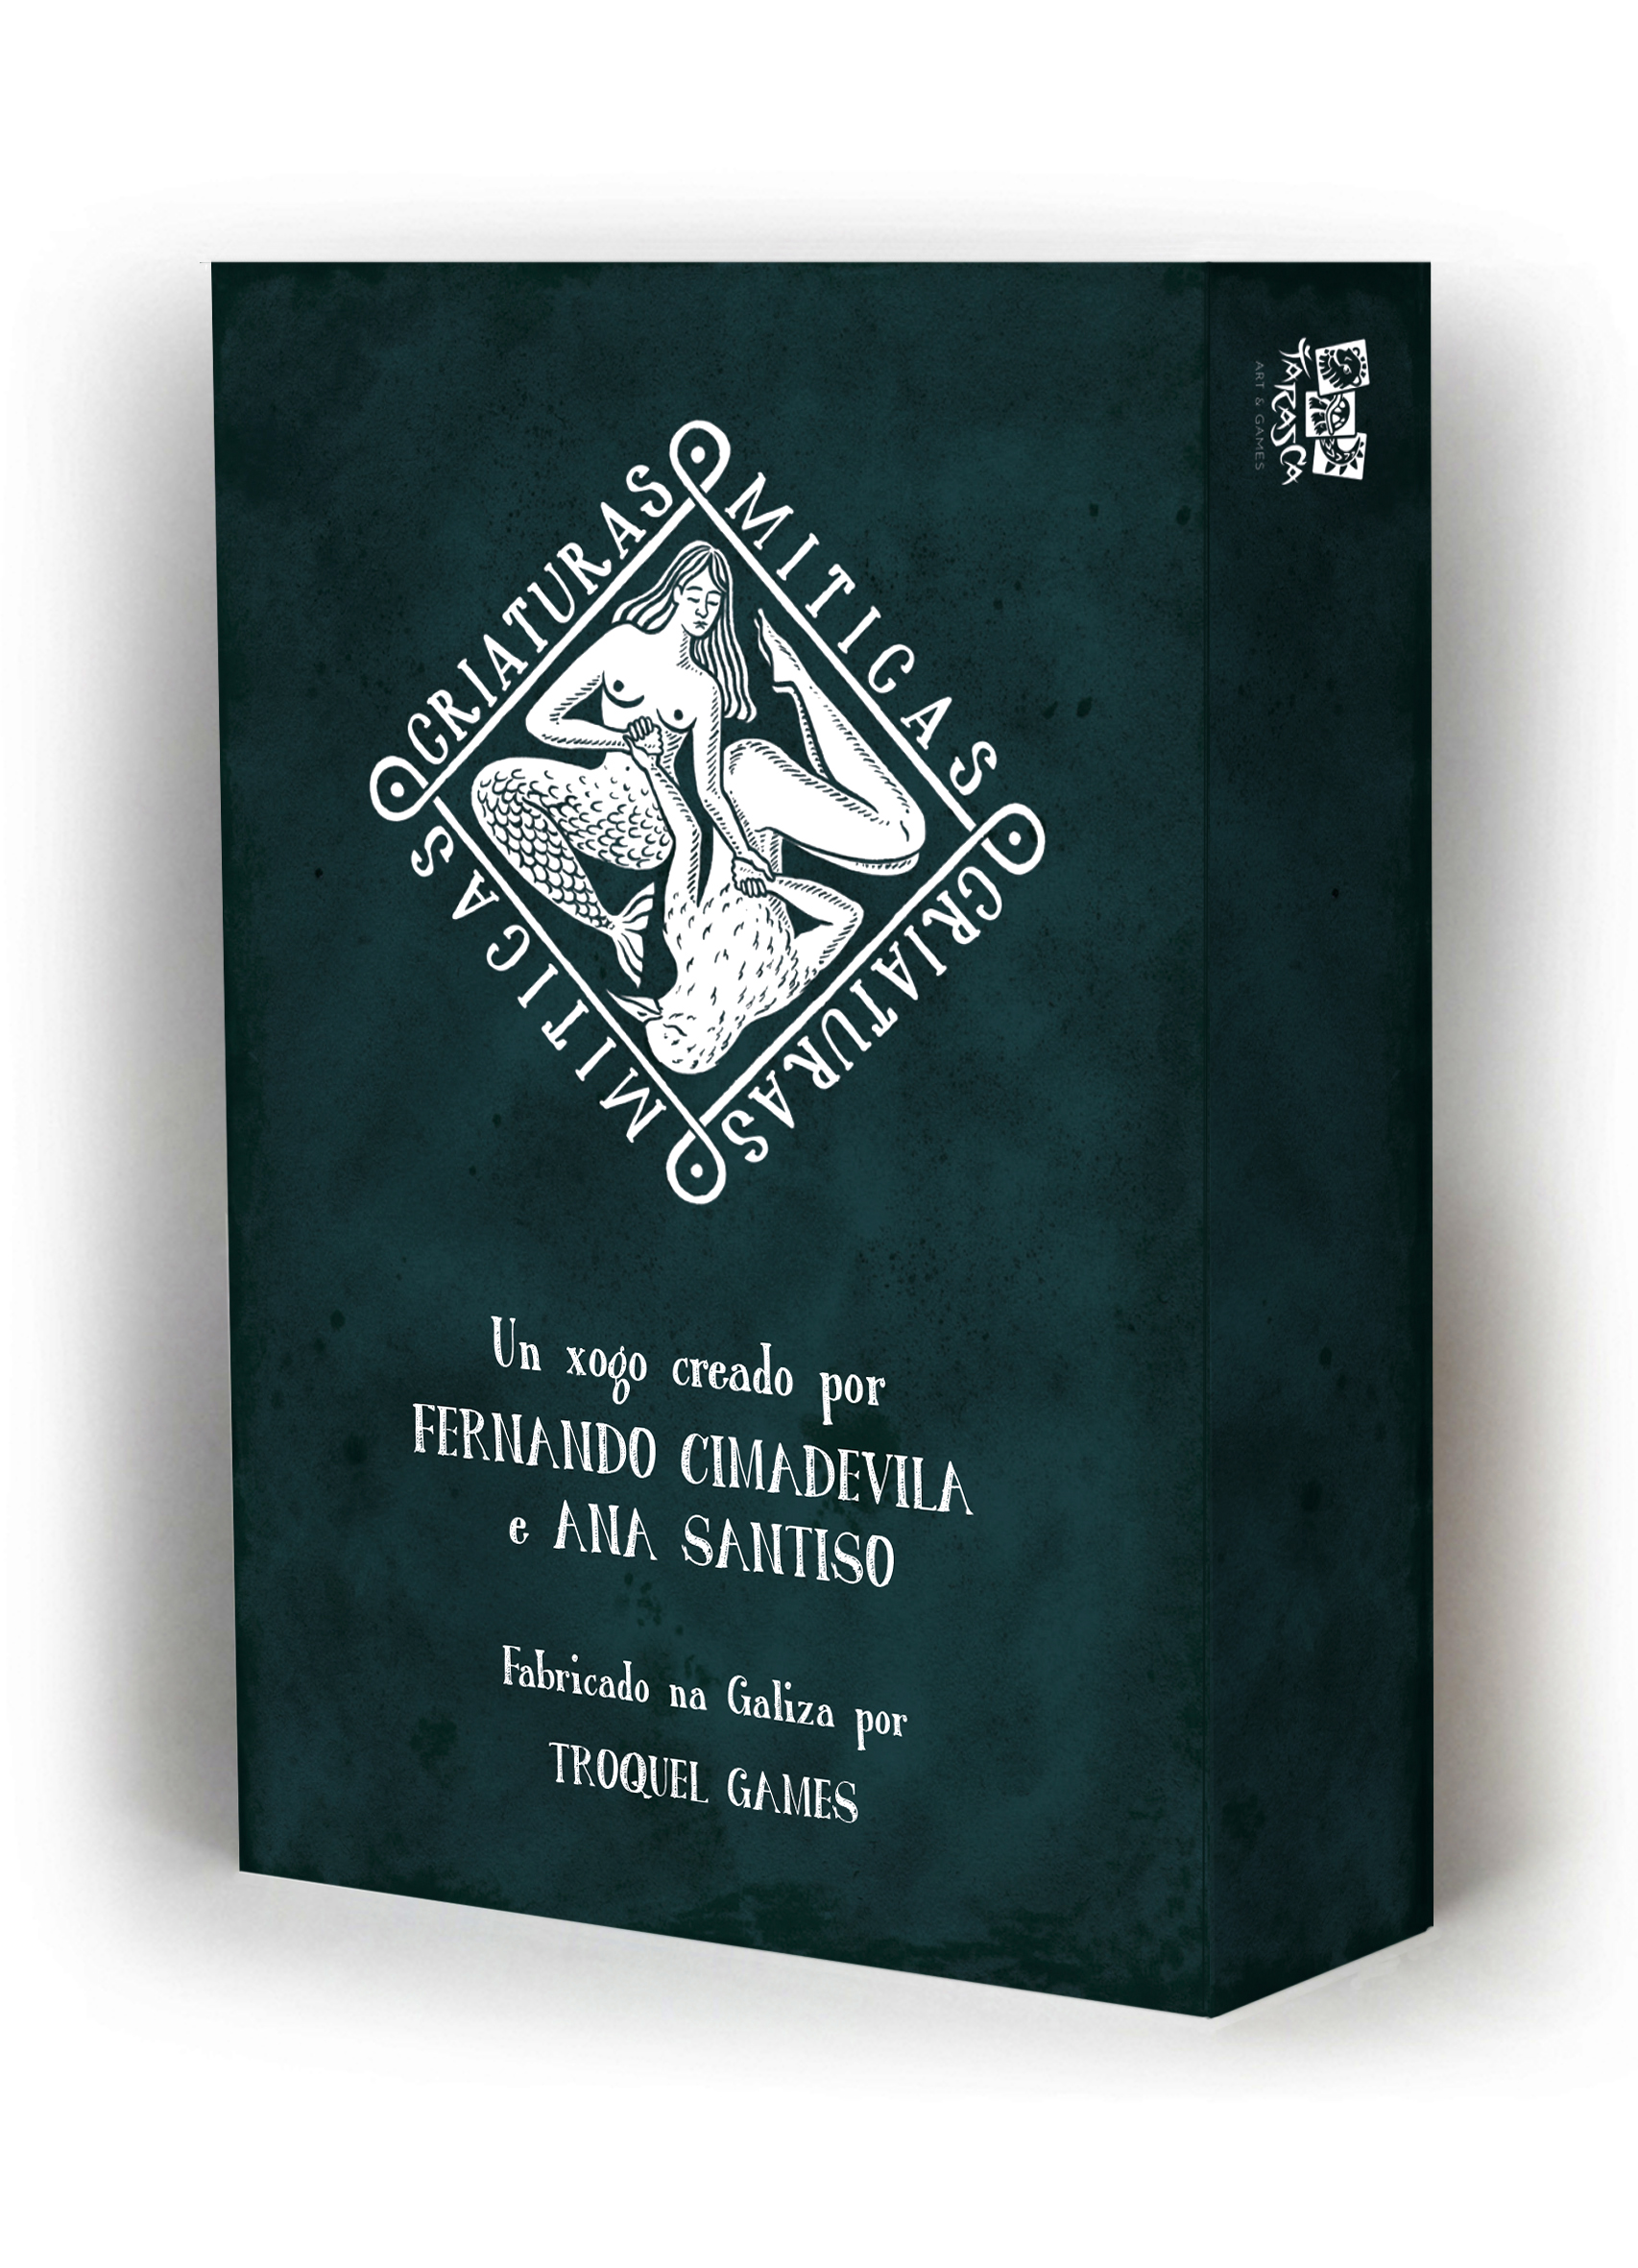 CRIATURAS
MITICAS
CRIATURAS
MITICAS
Un xogo creado por
FERNANDO CIMADEVILA
e ANA SANTISO
Fabricado na Galiza por
TROQUEL GAMES
TARASCA
ART & GAMES